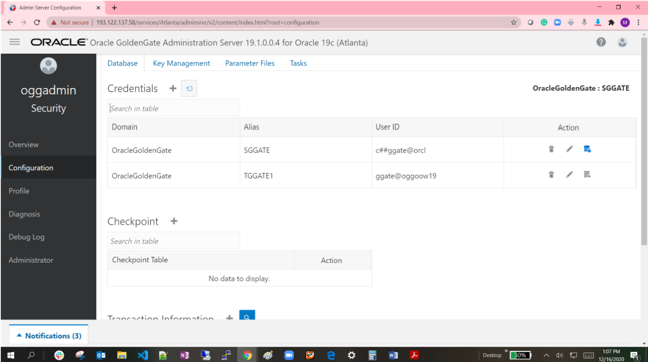 Admin Server Configuration
Not secure | 193.122.137.58/services/Atlanta/adminsrvr/v2/content/index.html?root=configuration
M
ORACLE Oracle GoldenGate Administration Server 19.1.0.0.4 for Oracle 19c (Atlanta)
oggadmin
Security
Overview
Configuration
Profile
Diagnosis
Debug Log
Administrator
Database Key Management Parameter Files Tasks
Credentials
OracleGoldenGate : SGGATE
Search in table
Domain Alias User ID Action
OracleGoldenGate SGGATE c##ggate@orcl
OracleGoldenGate TGGATE1 ggate@oggoow19
Checkpoint
Search in table
Checkpoint Table Action
No data to display.
Transaction Information
Notifications (3)
Desktop
1:07 PM
12/16/2020